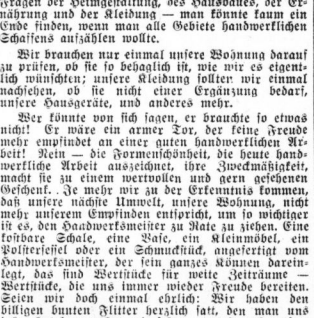 Fragen der Heimgestaltung, des Hausbaues, der Er-
nährung und der Kleidung — man könnte kaum ein
Ende finden, wenn man alle Gebiete handwerklichen
Schaffens aufzählen wollte.
Wir brauchen nur einmal unsere Wohnung darauf
zu prüfen, ob sie so behaglich ist, wie wir es eigent-
lich wünschten; unsere Kleidung sollten wir einmal
nachsehen, ob sie nicht einer Ergänzung bedarf,
unsere Hausgeräte, und anderes mehr.
Wer könnte von sich sagen, er brauchte so etwas
nicht! Er wäre ein armer Tor, der keine Freude
mehr empfindet an einer guten handwerklichen Ar-
beit! Nein — die Formenschönheit, die heute hand-
werkliche Arbeit auszeichnet, ihre Zweckmäßigkeit,
macht sie zu einem wertvollen und gern gesehenen
Geschenk. Je mehr wir zu der Erkenntnis kommen,
daß unsere nächste Umwelt, unsere Wohnung, nicht
mehr unserem Empfinden entspricht, um so wichtiger
ist es, den Handwerksmeister zu Rate zu ziehen. Eine
kostbare Schale, eine Vase, ein Kleinmöbel, ein
Polstersessel oder ein Schmuckstück, angefertigt vom
Handwerksmeister, der sein ganzes Können darein-
legt, das sind Wertstücke für weite Zeiträume —
Wertstücke, die uns immer wieder Freude bereiten.
Seien wir doch einmal ehrlich: Wir haben den
billigen bunten Flitter herzlich satt, den man uns